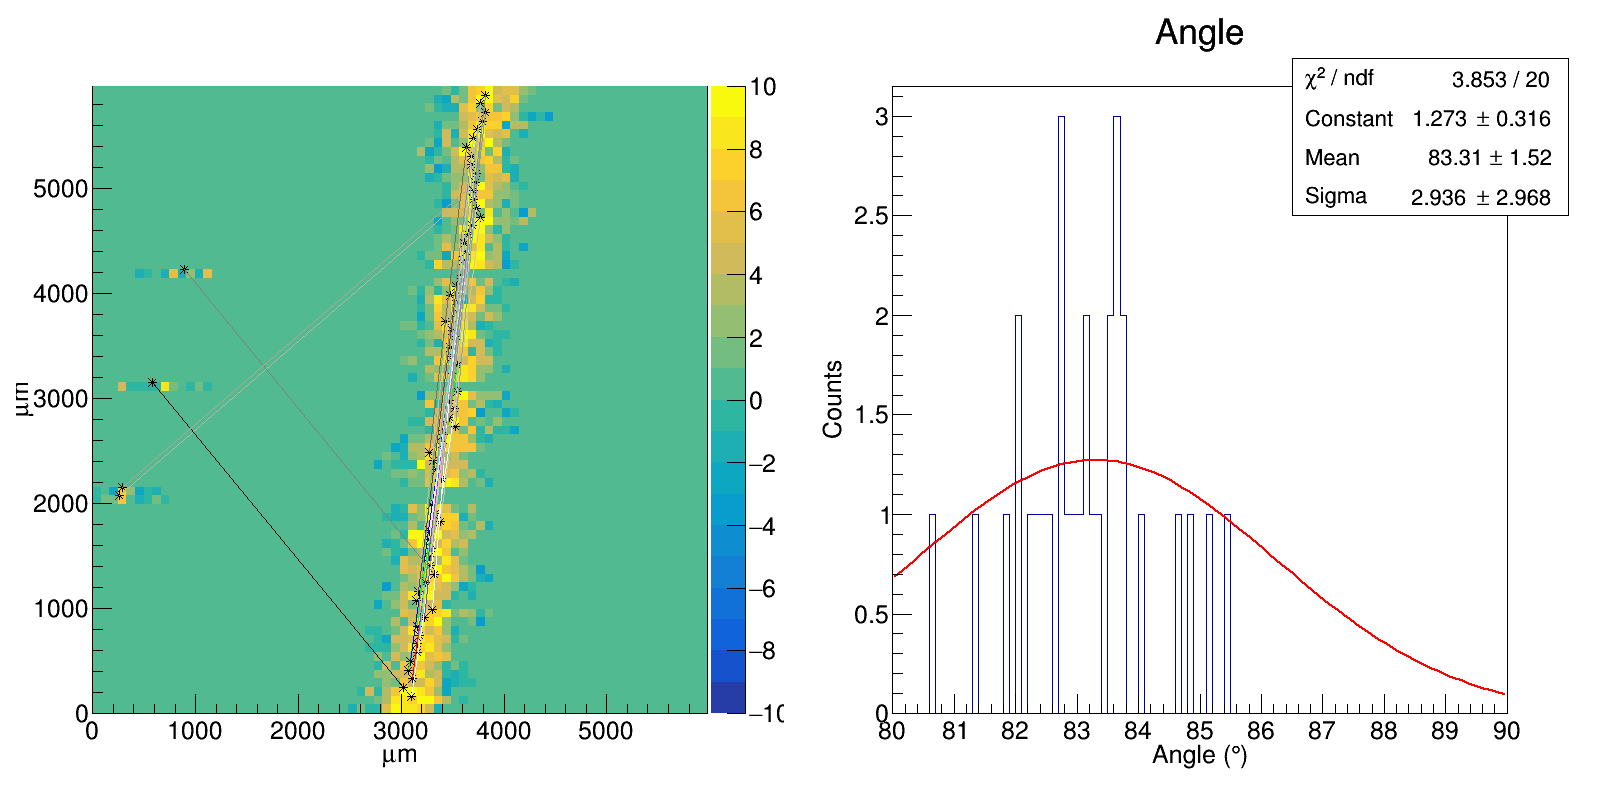 Angle
χ² / ndf 3.853 / 20
Constant 1.273 ± 0.316
Mean 83.31 ± 1.52
Sigma 2.936 ± 2.968
μm
5000
4000
3000
2000
1000
0
0 1000 2000 3000 4000 5000
μm
10
8
6
4
2
0
−2
−4
−6
−8
−10
Counts
3
2.5
2
1.5
1
0.5
0
80 81 82 83 84 85 86 87 88 89 90
Angle (°)